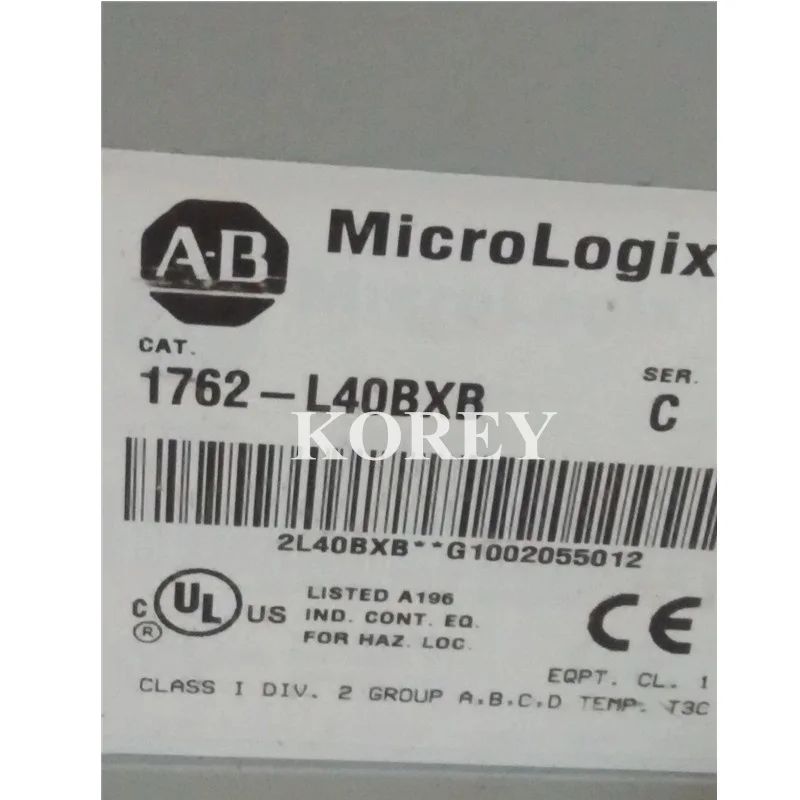 A-B
MicroLogix
CAT.
1762-L40BXB
SER.
C
KOREY
2L40BXB**G1002055012
C UL US
®
LISTED A196
IND. CONT. EQ.
FOR HAZ. LOC.
CE
EQPT. CL. 1
CLASS I DIV. 2 GROUP A,B,C,D TEMP. T3C